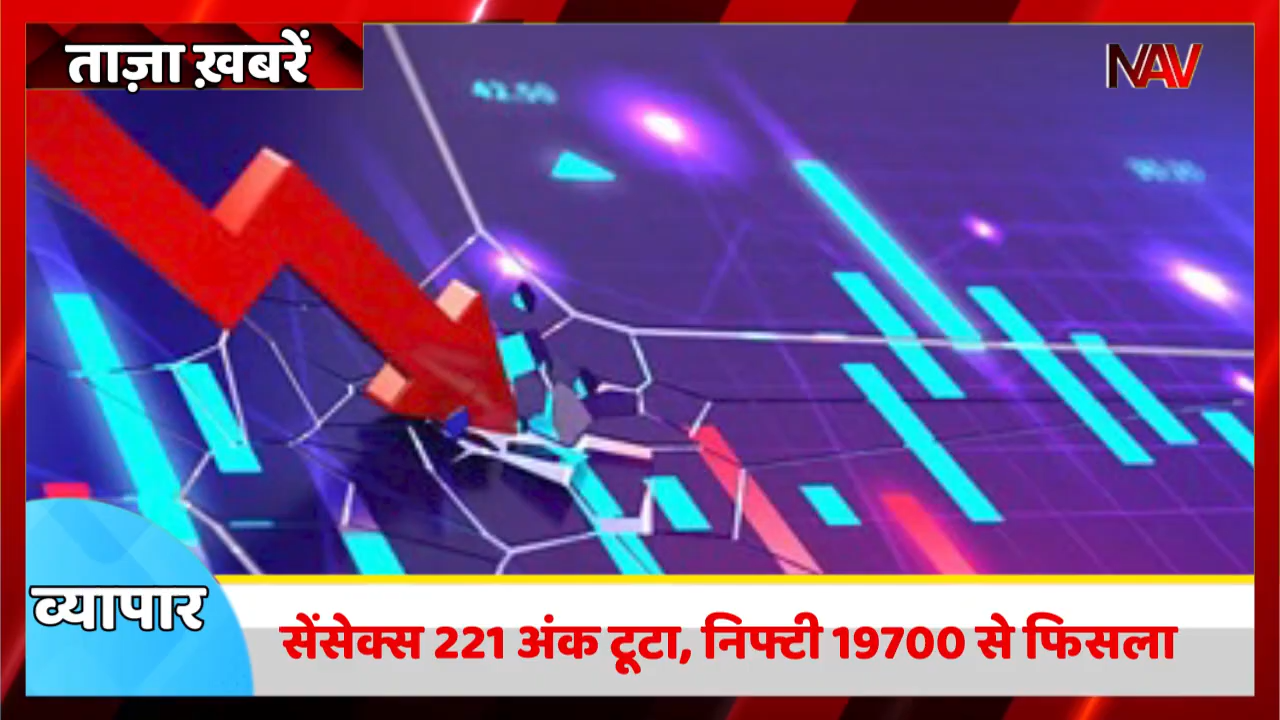 ताज़ा ख़बरें
NAV
व्यापार
सेंसेक्स 221 अंक टूटा, निफ्टी 19700 से फिसला